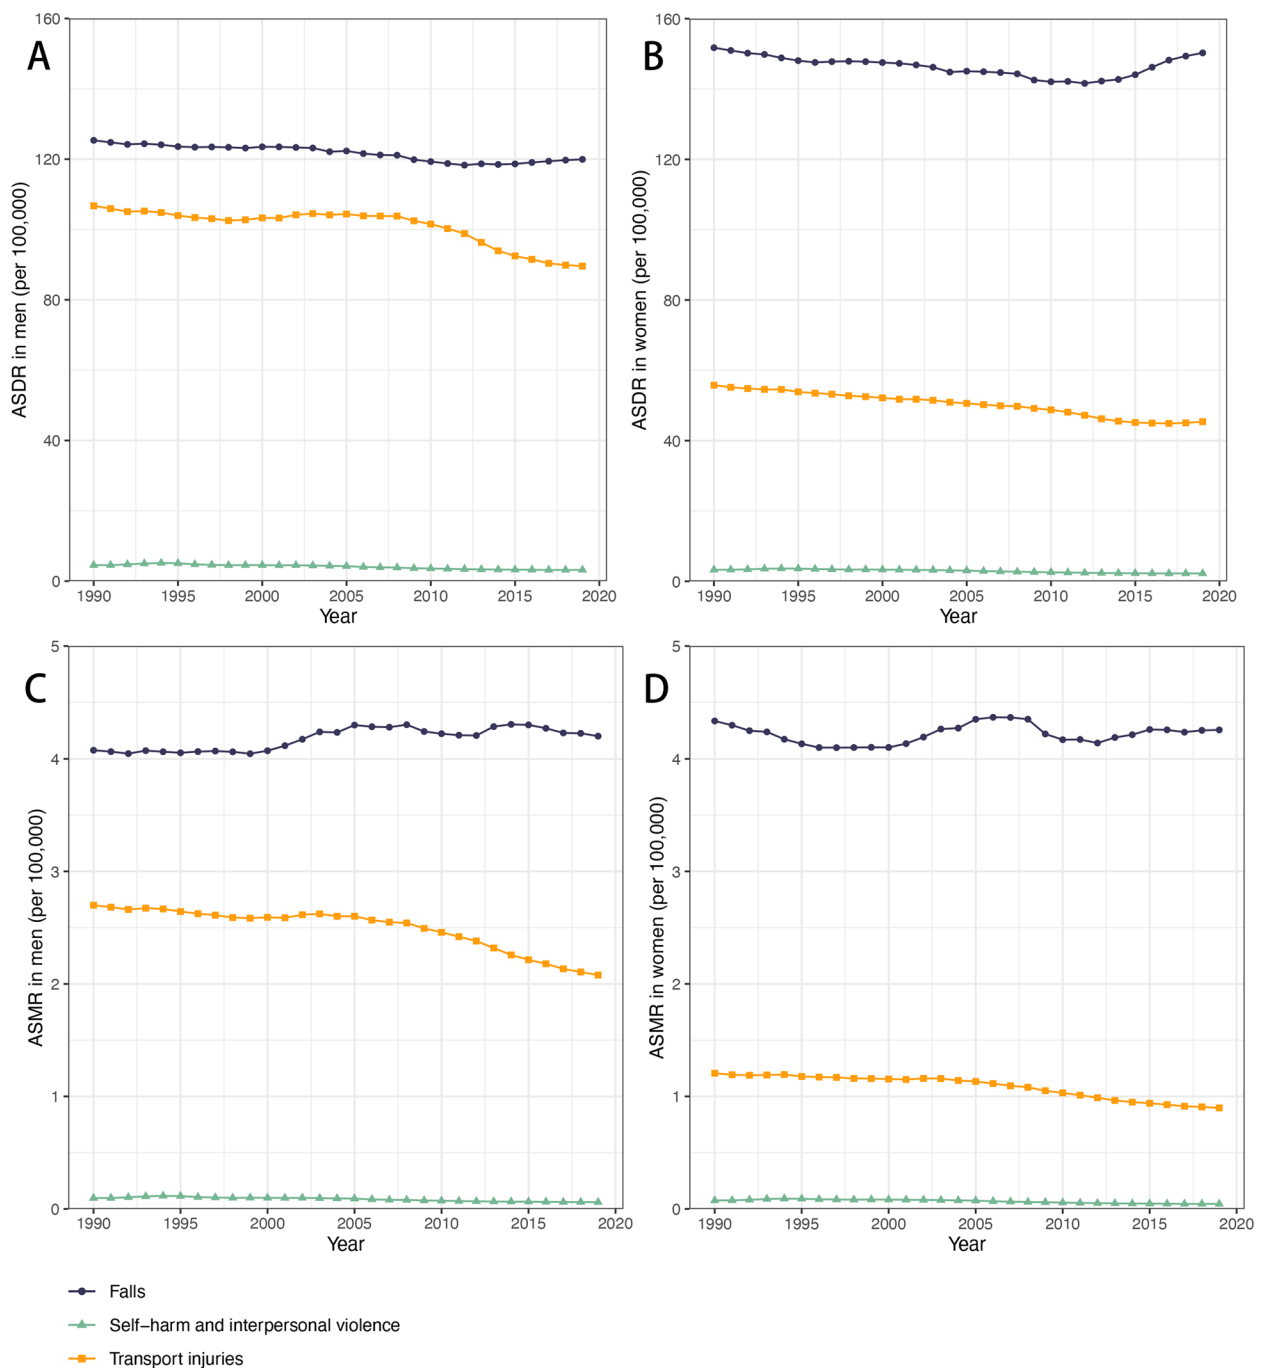 A
ASDR in men (per 100,000)
160
120
80
40
0
1990 1995 2000 2005 2010 2015 2020
Year
B
ASDR in women (per 100,000)
160
120
80
40
0
1990 1995 2000 2005 2010 2015 2020
Year
C
ASMR in men (per 100,000)
5
4
3
2
1
0
1990 1995 2000 2005 2010 2015 2020
Year
D
ASMR in women (per 100,000)
5
4
3
2
1
0
1990 1995 2000 2005 2010 2015 2020
Year
Falls
Self−harm and interpersonal violence
Transport injuries